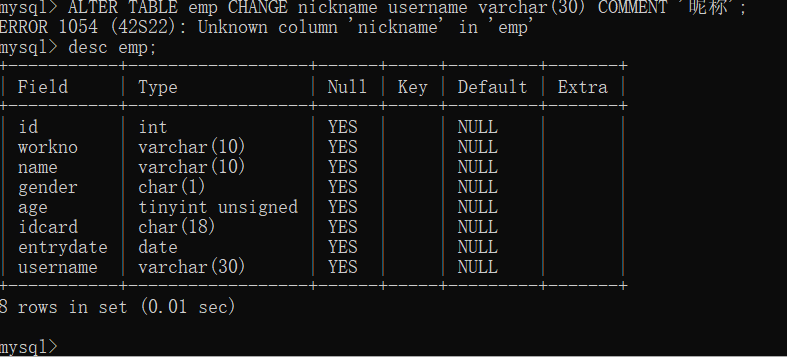 mysql> ALTER TABLE emp CHANGE nickname username varchar(30) COMMENT '昵称';
ERROR 1054 (42S22): Unknown column 'nickname' in 'emp'
mysql> desc emp;
+-----------+------------------+------+-----+---------+-------+
| Field     | Type             | Null | Key | Default | Extra |
+-----------+------------------+------+-----+---------+-------+
| id        | int              | YES  |     | NULL    |       |
| workno    | varchar(10)      | YES  |     | NULL    |       |
| name      | varchar(10)      | YES  |     | NULL    |       |
| gender    | char(1)          | YES  |     | NULL    |       |
| age       | tinyint unsigned | YES  |     | NULL    |       |
| idcard    | char(18)         | YES  |     | NULL    |       |
| entrydate | date             | YES  |     | NULL    |       |
| username  | varchar(30)      | YES  |     | NULL    |       |
+-----------+------------------+------+-----+---------+-------+
8 rows in set (0.01 sec)
mysql>